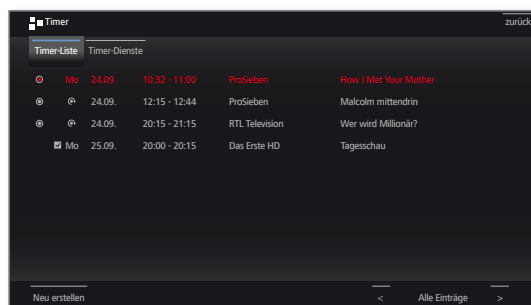 Timer zurück
Timer-Liste Timer-Dienste
Mo 24.09. 10:32 - 11:00 ProSieben How I Met Your Mother
24.09. 12:15 - 12:44 ProSieben Malcolm mittendrin
24.09. 20:15 - 21:15 RTL Television Wer wird Millionär?
Mo 25.09. 20:00 - 20:15 Das Erste HD Tagesschau
Neu erstellen < Alle Einträge >